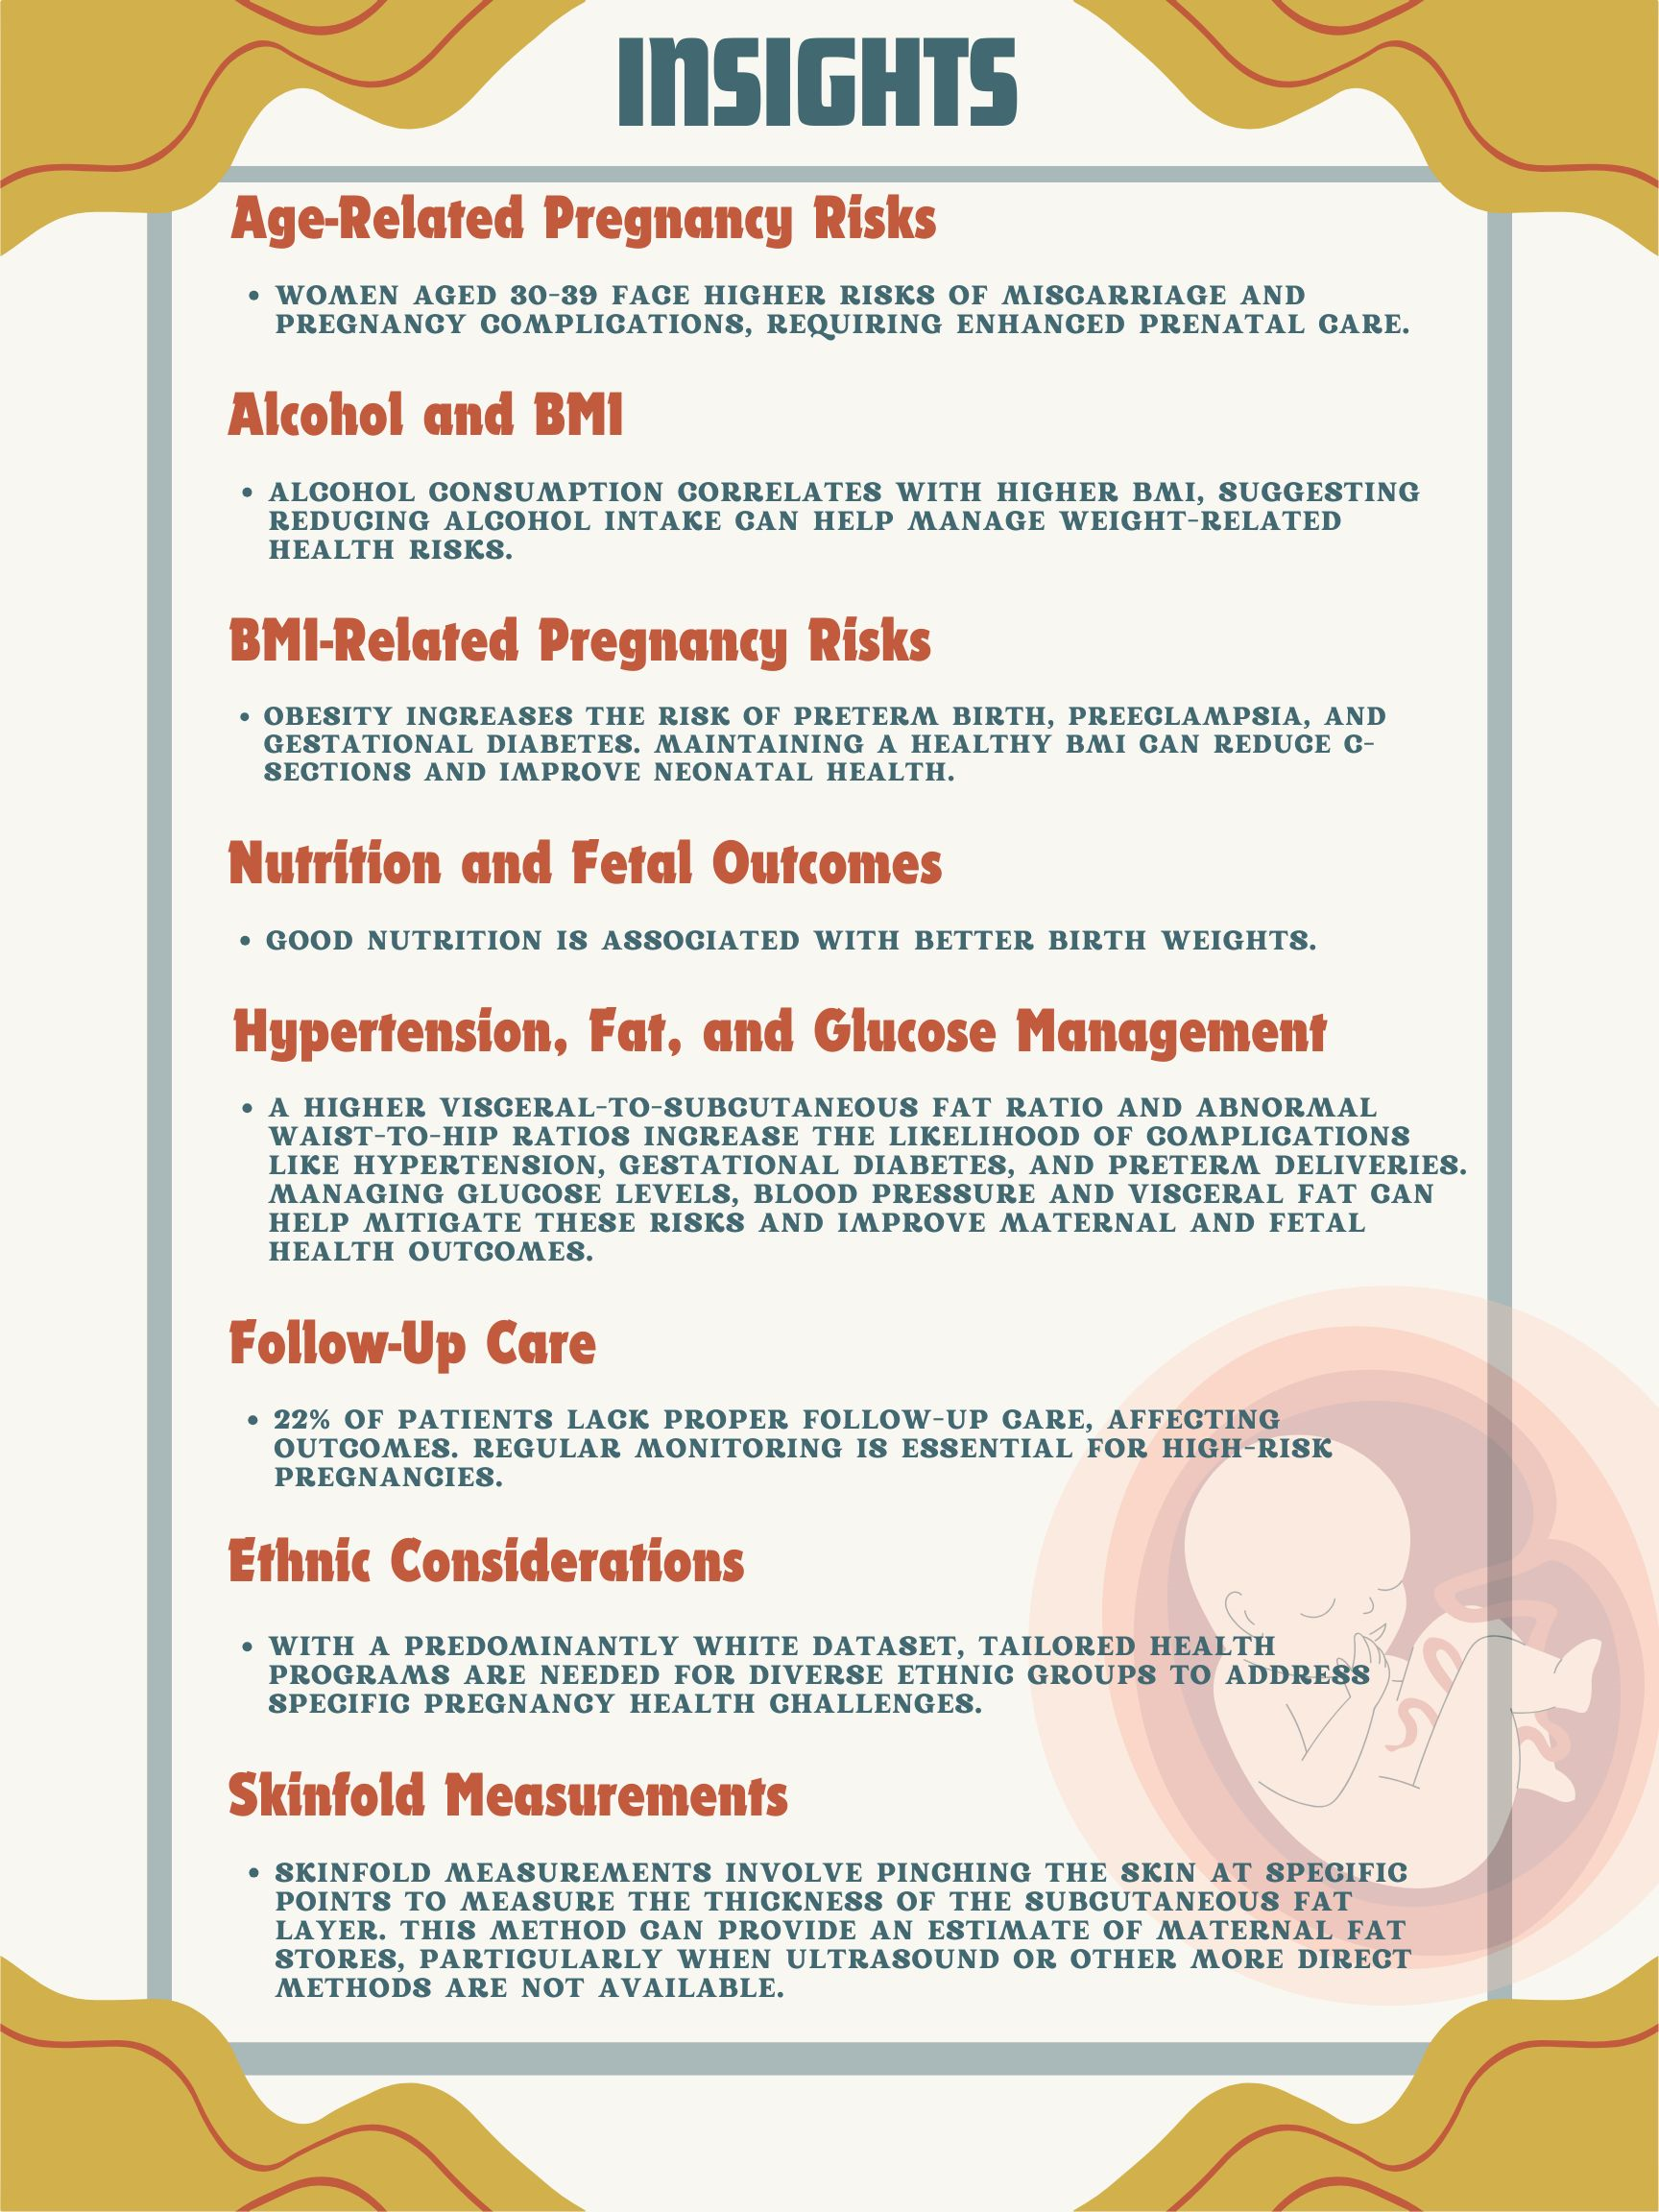 INSIGHTS
Age-Related Pregnancy Risks
• WOMEN AGED 30-39 FACE HIGHER RISKS OF MISCARRIAGE AND
PREGNANCY COMPLICATIONS, REQUIRING ENHANCED PRENATAL CARE.
Alcohol and BMI
• ALCOHOL CONSUMPTION CORRELATES WITH HIGHER BMI, SUGGESTING
REDUCING ALCOHOL INTAKE CAN HELP MANAGE WEIGHT-RELATED
HEALTH RISKS.
BMI-Related Pregnancy Risks
• OBESITY INCREASES THE RISK OF PRETERM BIRTH, PREECLAMPSIA, AND
GESTATIONAL DIABETES. MAINTAINING A HEALTHY BMI CAN REDUCE C-
SECTIONS AND IMPROVE NEONATAL HEALTH.
Nutrition and Fetal Outcomes
• GOOD NUTRITION IS ASSOCIATED WITH BETTER BIRTH WEIGHTS.
Hypertension, Fat, and Glucose Management
• A HIGHER VISCERAL-TO-SUBCUTANEOUS FAT RATIO AND ABNORMAL
WAIST-TO-HIP RATIOS INCREASE THE LIKELIHOOD OF COMPLICATIONS
LIKE HYPERTENSION, GESTATIONAL DIABETES, AND PRETERM DELIVERIES.
MANAGING GLUCOSE LEVELS, BLOOD PRESSURE AND VISCERAL FAT CAN
HELP MITIGATE THESE RISKS AND IMPROVE MATERNAL AND FETAL
HEALTH OUTCOMES.
Follow-Up Care
• 22% OF PATIENTS LACK PROPER FOLLOW-UP CARE, AFFECTING
OUTCOMES. REGULAR MONITORING IS ESSENTIAL FOR HIGH-RISK
PREGNANCIES.
Ethnic Considerations
• WITH A PREDOMINANTLY WHITE DATASET, TAILORED HEALTH
PROGRAMS ARE NEEDED FOR DIVERSE ETHNIC GROUPS TO ADDRESS
SPECIFIC PREGNANCY HEALTH CHALLENGES.
Skinfold Measurements
• SKINFOLD MEASUREMENTS INVOLVE PINCHING THE SKIN AT SPECIFIC
POINTS TO MEASURE THE THICKNESS OF THE SUBCUTANEOUS FAT
LAYER. THIS METHOD CAN PROVIDE AN ESTIMATE OF MATERNAL FAT
STORES, PARTICULARLY WHEN ULTRASOUND OR OTHER MORE DIRECT
METHODS ARE NOT AVAILABLE.